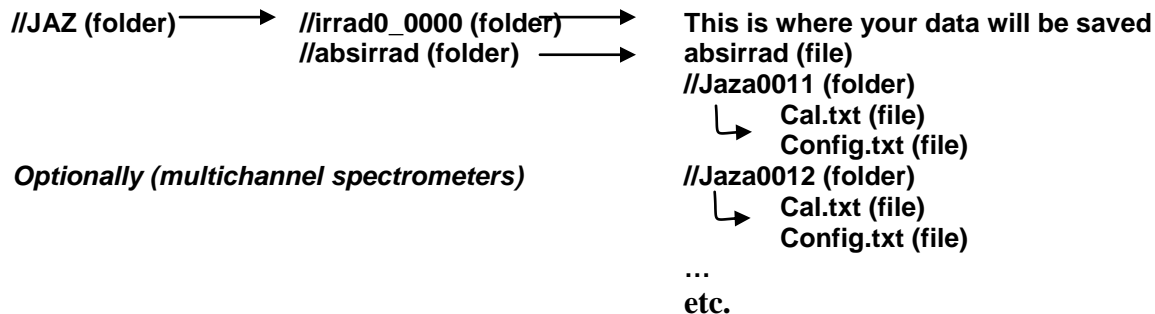 //JAZ (folder) //irrad0_0000 (folder) This is where your data will be saved
//absirrad (folder) absirrad (file)
//Jaza0011 (folder)
Cal.txt (file)
Config.txt (file)
Optionally (multichannel spectrometers) //Jaza0012 (folder)
Cal.txt (file)
Config.txt (file)
…
etc.